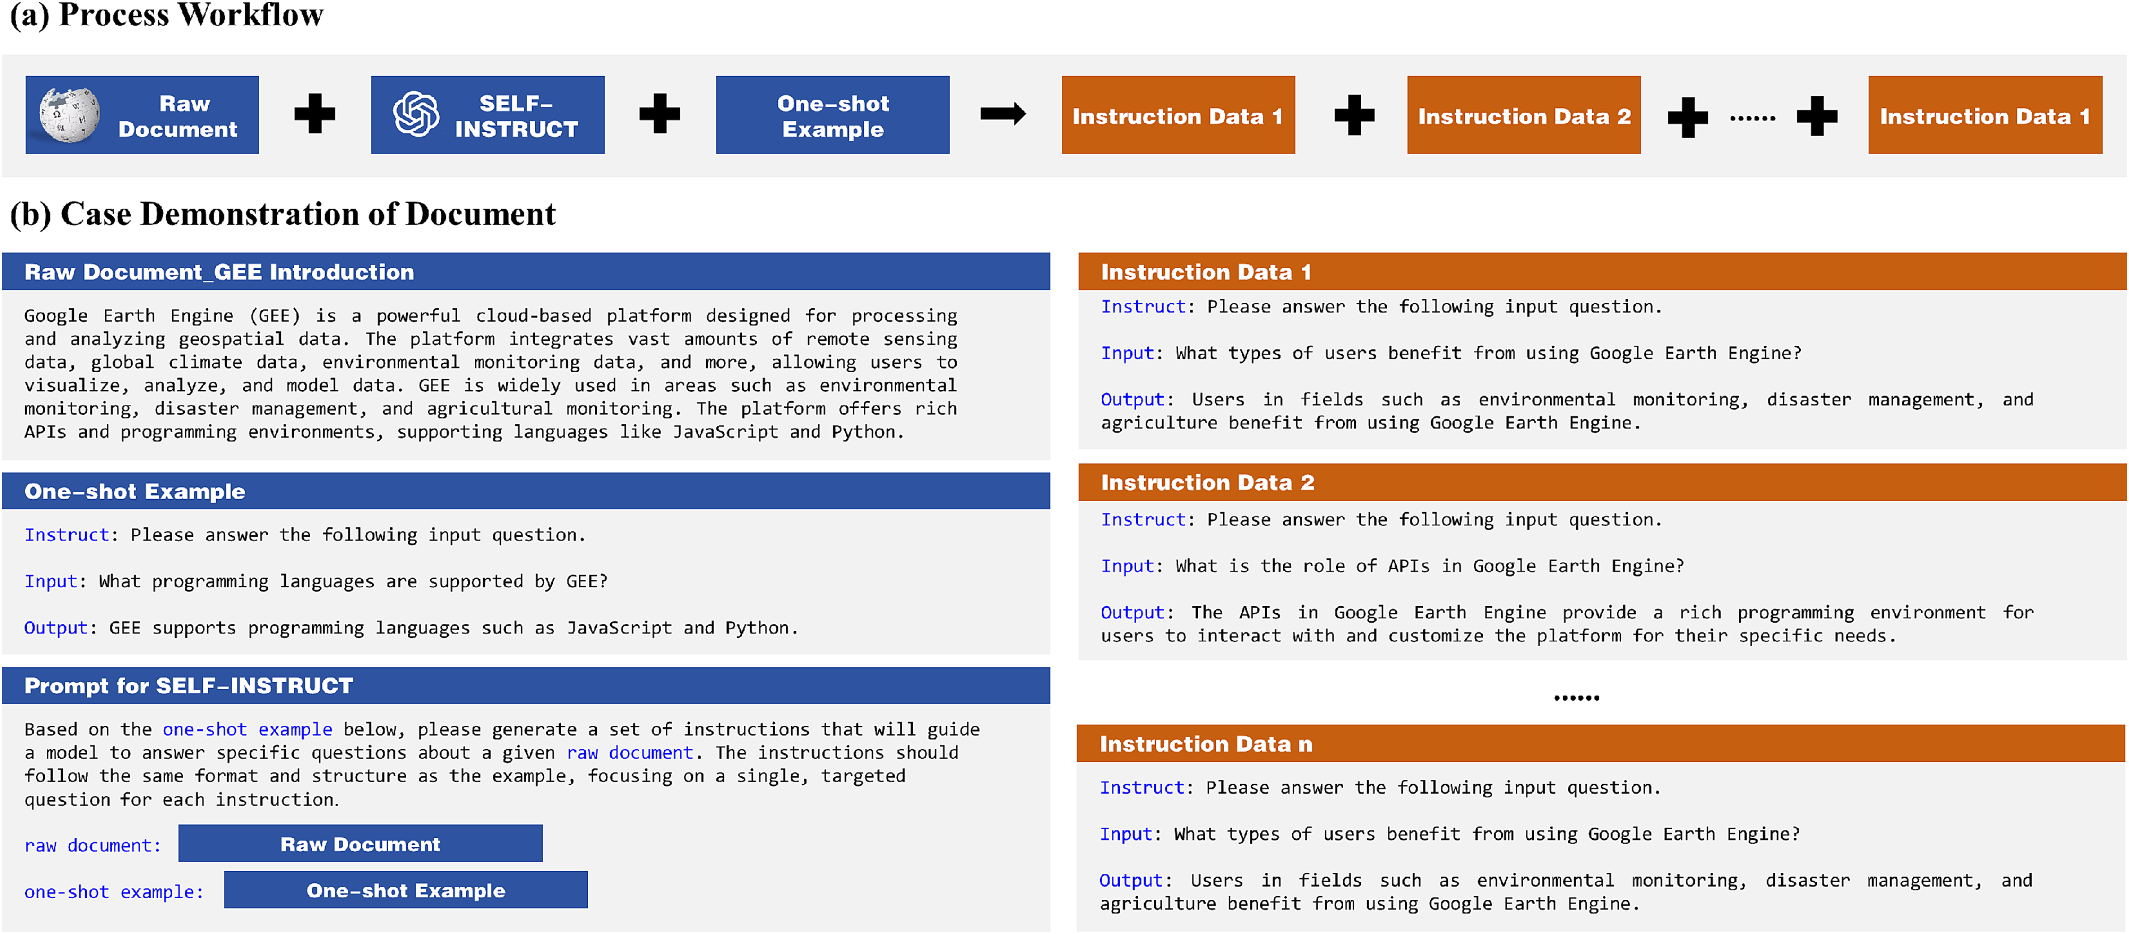 (a) Process Workflow
Raw
Document
SELF-
INSTRUCT
One-shot
Example
Instruction Data 1
Instruction Data 2
......
Instruction Data 1
(b) Case Demonstration of Document
Raw Document_GEE Introduction
Google Earth Engine (GEE) is a powerful cloud-based platform designed for processing
and analyzing geospatial data. The platform integrates vast amounts of remote sensing
data, global climate data, environmental monitoring data, and more, allowing users to
visualize, analyze, and model data. GEE is widely used in areas such as environmental
monitoring, disaster management, and agricultural monitoring. The platform offers rich
APIs and programming environments, supporting languages like JavaScript and Python.
One-shot Example
Instruct: Please answer the following input question.
Input: What programming languages are supported by GEE?
Output: GEE supports programming languages such as JavaScript and Python.
Prompt for SELF-INSTRUCT
Based on the one-shot example below, please generate a set of instructions that will guide
a model to answer specific questions about a given raw document. The instructions should
follow the same format and structure as the example, focusing on a single, targeted
question for each instruction.
raw document: Raw Document
one-shot example: One-shot Example
Instruction Data 1
Instruct: Please answer the following input question.
Input: What types of users benefit from using Google Earth Engine?
Output: Users in fields such as environmental monitoring, disaster management, and
agriculture benefit from using Google Earth Engine.
Instruction Data 2
Instruct: Please answer the following input question.
Input: What is the role of APIs in Google Earth Engine?
Output: The APIs in Google Earth Engine provide a rich programming environment for
users to interact with and customize the platform for their specific needs.
......
Instruction Data n
Instruct: Please answer the following input question.
Input: What types of users benefit from using Google Earth Engine?
Output: Users in fields such as environmental monitoring, disaster management, and
agriculture benefit from using Google Earth Engine.